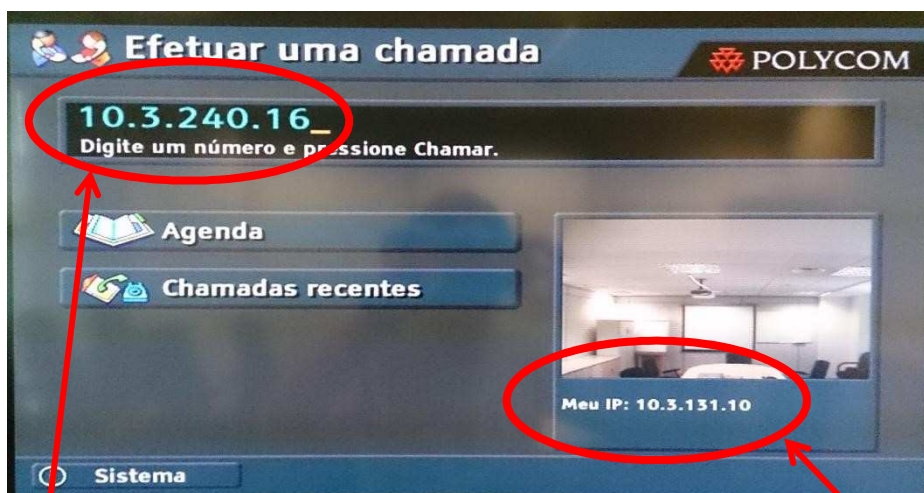 Efetuar uma chamada
POLYCOM
10.3.240.16_
Digite um número e pressione Chamar.
Agenda
Chamadas recentes
Meu IP: 10.3.131.10
Sistema